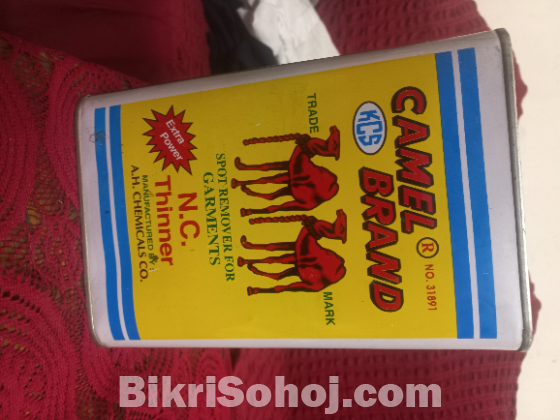 CAMEL ® NO. 31891
BRAND
KCS
TRADE MARK
SPOT REMOVER FOR
GARMENTS
Extra
Power
N.C.
Thinner
MANUFACTURED BY:
A.H. CHEMICALS CO.
BikriSohoj.com